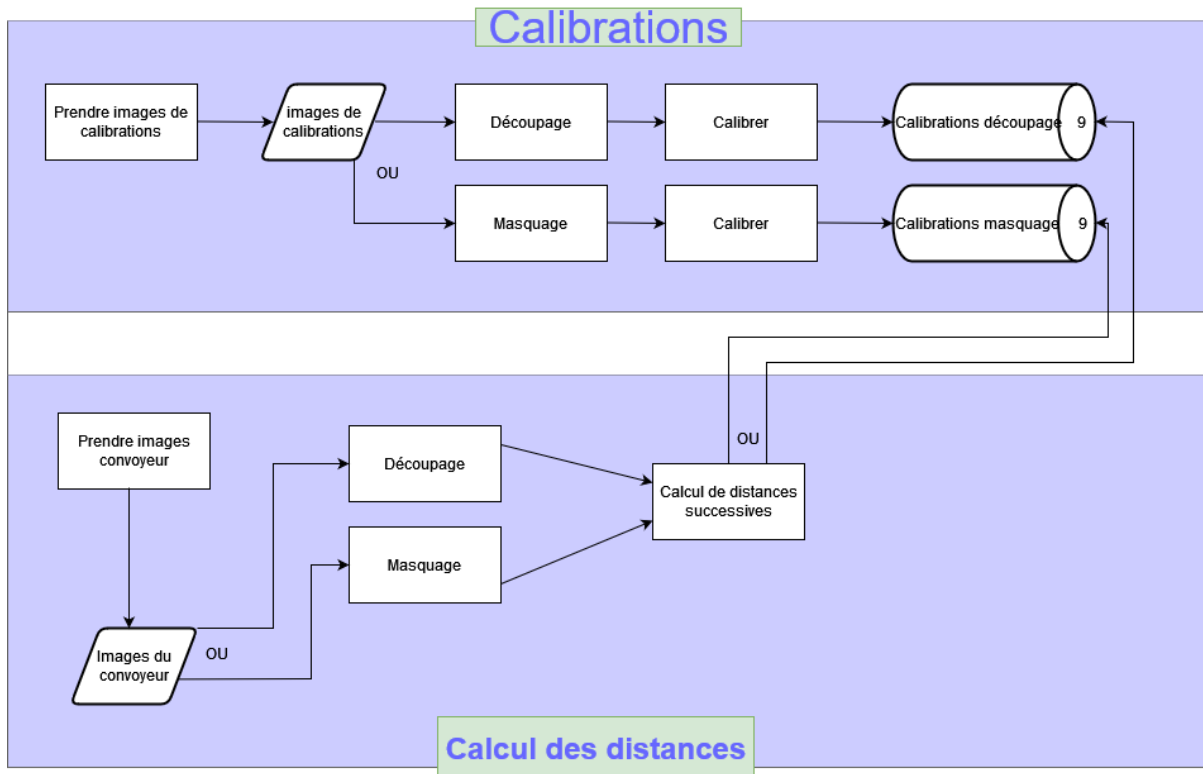 Calibrations
Prendre images de
calibrations
images de
calibrations
Découpage
Calibrer
Calibrations découpage
9
OU
Masquage
Calibrer
Calibrations masquage
9
Prendre images
convoyeur
Découpage
OU
Calcul de distances
successives
Masquage
Images du
convoyeur
OU
Calcul des distances